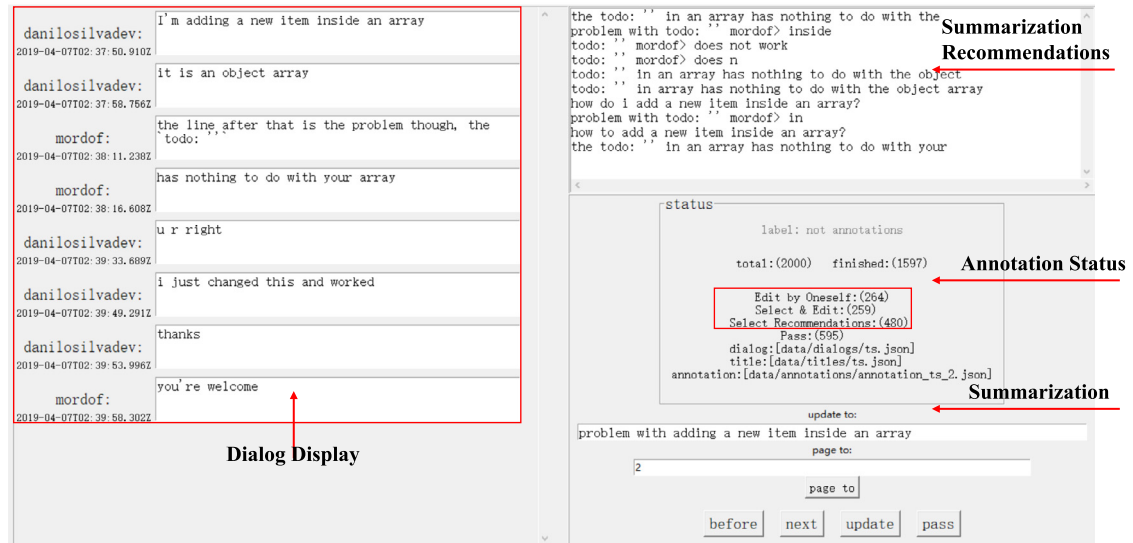 danilosilvadev:
2019-04-07T02:37:50.910Z
I'm adding a new item inside an array
danilosilvadev:
2019-04-07T02:37:58.756Z
it is an object array
mordof:
2019-04-07T02:38:11.238Z
the line after that is the problem though, the
`todo: ''`
mordof:
2019-04-07T02:38:16.608Z
has nothing to do with your array
danilosilvadev:
2019-04-07T02:39:33.689Z
u r right
danilosilvadev:
2019-04-07T02:39:49.291Z
i just changed this and worked
danilosilvadev:
2019-04-07T02:39:53.996Z
thanks
mordof:
2019-04-07T02:39:58.302Z
you're welcome
Dialog Display
the todo: '' in an array has nothing to do with the
problem with todo: '' mordof> inside
todo: '' mordof> does not work
todo: '' mordof> does n
todo: '' in an array has nothing to do with the object
todo: '' in an array has nothing to do with the object array
how do i add a new item inside an array?
problem with todo: '' mordof> in
how to add a new item inside an array?
the todo: '' in an array has nothing to do with your
Summarization
Recommendations
status
label: not annotations
total:(2000) finished:(1597)
Edit by Oneself:(264)
Select & Edit:(259)
Select Recommendations:(480)
Pass:(595)
dialog:[data/dialogs/ts.json]
title:[data/titles/ts.json]
annotation:[data/annotations/annotation_ts_2.json]
Annotation Status
Summarization
update to:
problem with adding a new item inside an array
page to:
2
page to
before next update pass